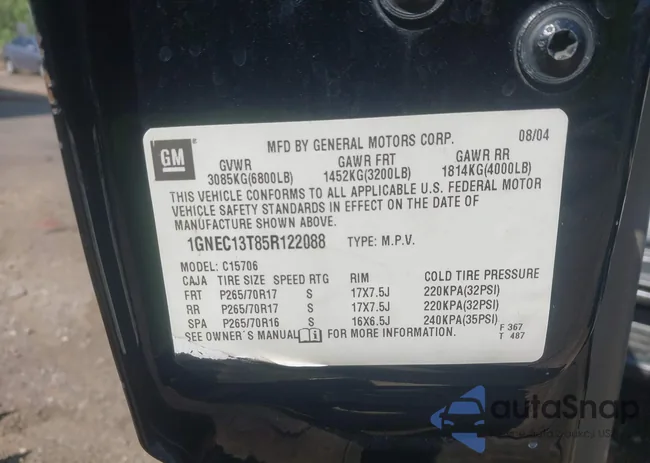 GM
MFD BY GENERAL MOTORS CORP. 08/04
GVWR GAWR FRT GAWR RR
3085KG(6800LB) 1452KG(3200LB) 1814KG(4000LB)
THIS VEHICLE CONFORMS TO ALL APPLICABLE U.S. FEDERAL MOTOR
VEHICLE SAFETY STANDARDS IN EFFECT ON THE DATE OF
MANUFACTURE SHOWN ABOVE.
1GNEC13T85R122088 TYPE: M.P.V.
MODEL: C15706
CAJA TIRE SIZE SPEED RTG RIM COLD TIRE PRESSURE
FRT P265/70R17 S 17X7.5J 220KPA(32PSI)
RR P265/70R17 S 17X7.5J 220KPA(32PSI)
SPA P265/70R16 S 16X6.5J 240KPA(35PSI)
SEE OWNER'S MANUAL FOR MORE INFORMATION.
F 367
T 487
autoSnap